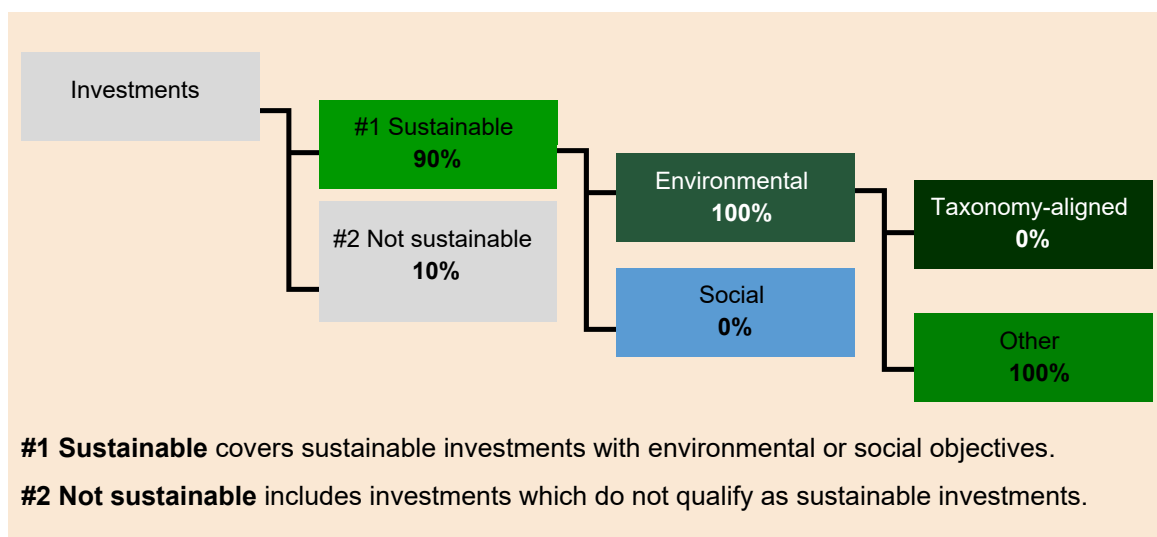 Investments
#1 Sustainable
90%
#2 Not sustainable
10%
Environmental
100%
Social
0%
Taxonomy-aligned
0%
Other
100%
#1 Sustainable covers sustainable investments with environmental or social objectives.
#2 Not sustainable includes investments which do not qualify as sustainable investments.